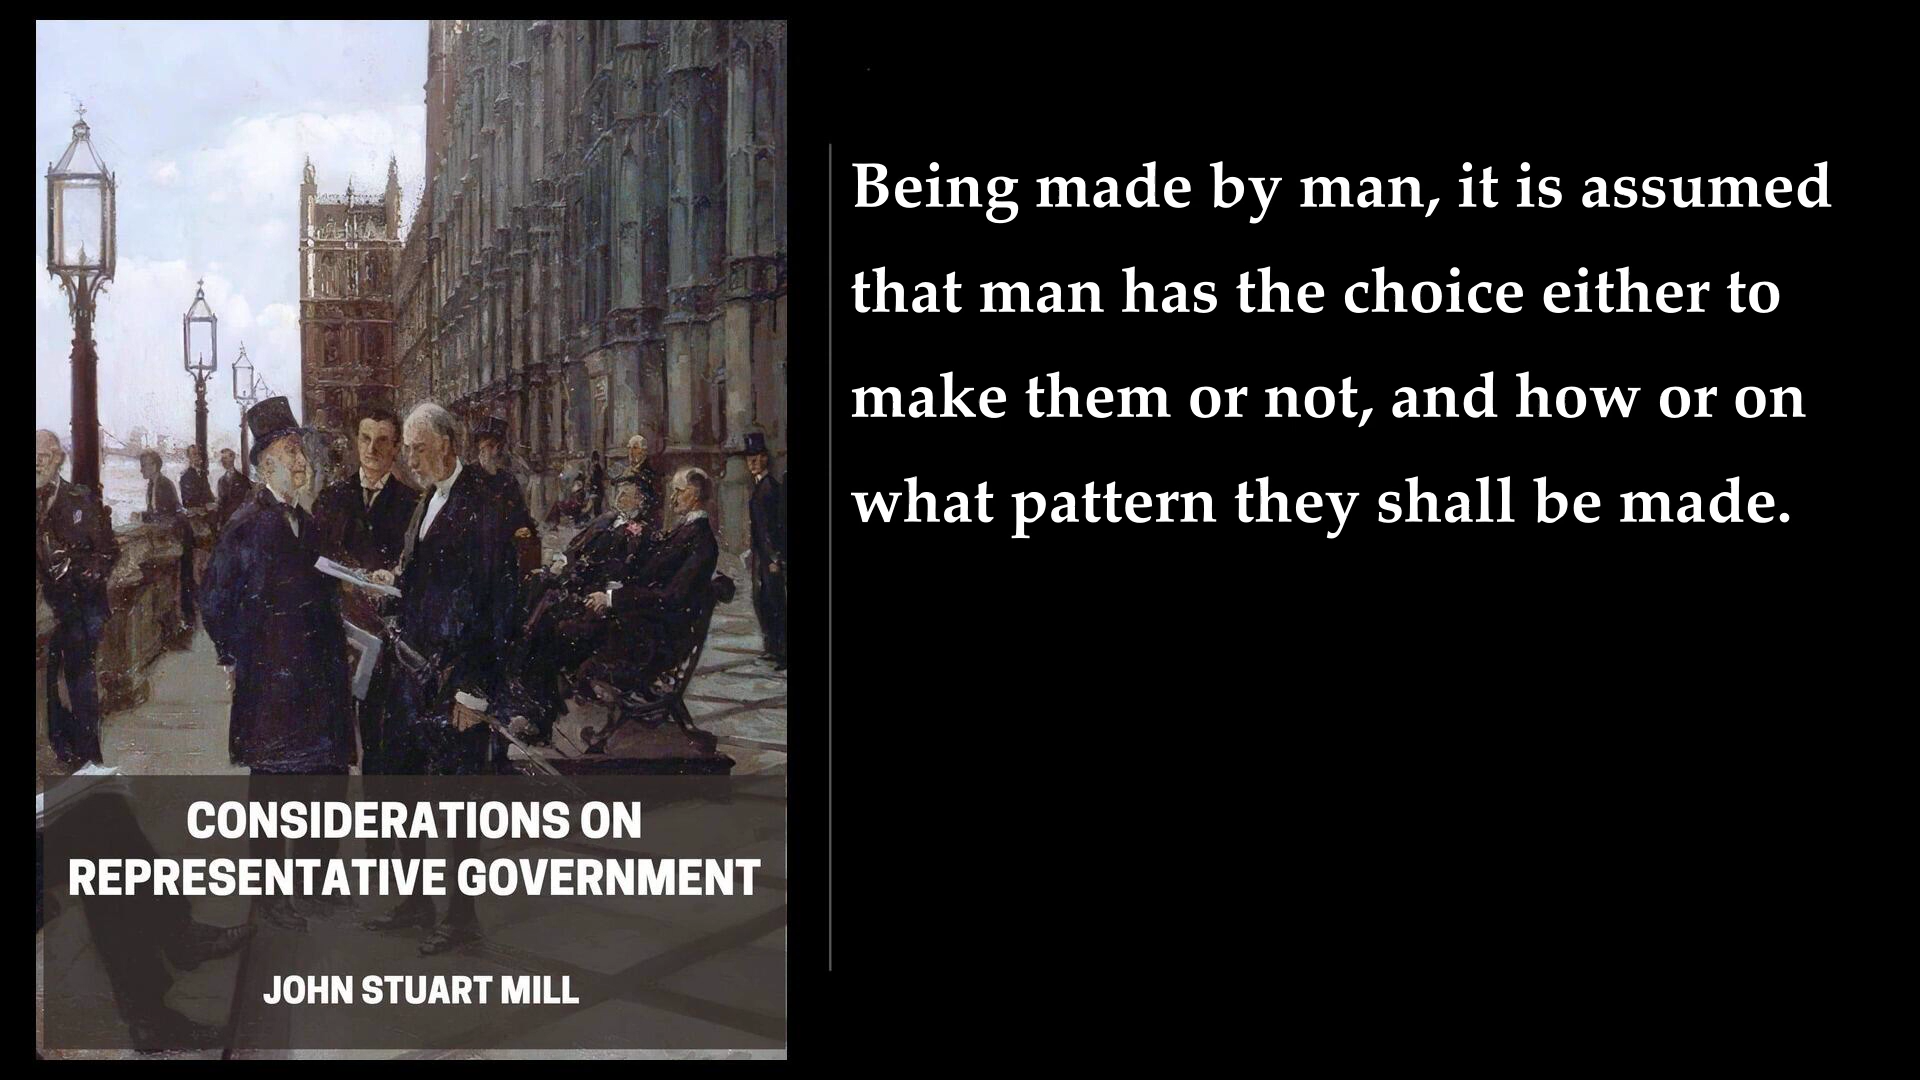 Being made by man, it is assumed
that man has the choice either to
make them or not, and how or on
what pattern they shall be made.
CONSIDERATIONS ON
REPRESENTATIVE GOVERNMENT
JOHN STUART MILL